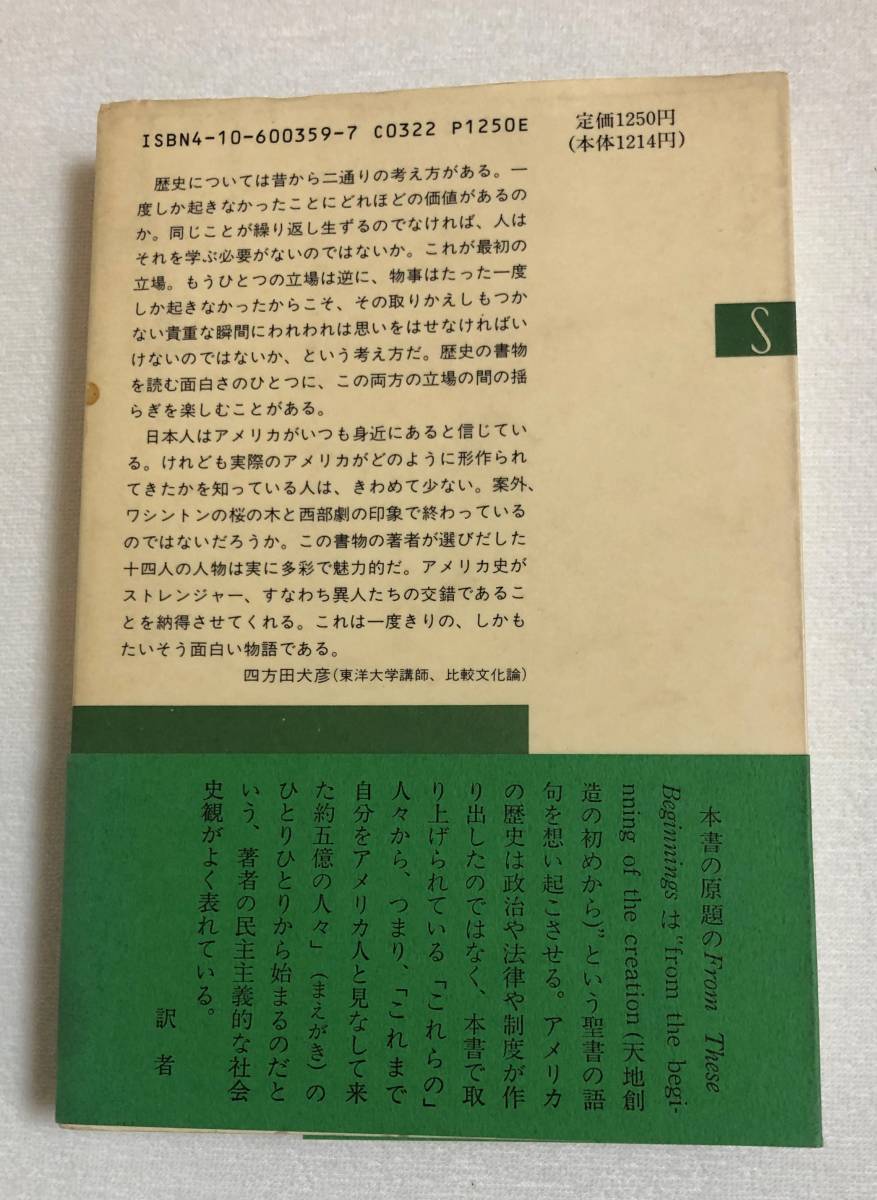 ISBN4-10-600359-7 C0322 P1250E
定価1250円
(本体1214円)
歴史については昔から二通りの考え方がある。一
度しか起きなかったことにどれほどの価値があるの
か。同じことが繰り返し生ずるのでなければ、人は
それを学ぶ必要がないのではないか。これが最初の
立場。もうひとつの立場は逆に、物事はたった一度
しか起きなかったからこそ、その取りかえしもつか
ない貴重な瞬間にわれわれは思いをはせなければい
けないのではないか、という考え方だ。歴史の書物
を読む面白さのひとつに、この両方の立場の間の揺
らぎを楽しむことがある。
日本人はアメリカがいつも身近にあると信じてい
る。けれども実際のアメリカがどのように形作られ
てきたかを知っている人は、きわめて少ない。案外、
ワシントンの桜の木と西部劇の印象で終わっている
のではないだろうか。この書物の著者が選びだした
十四人の人物は実に多彩で魅力的だ。アメリカ史が
ストレンジャー、すなわち異人たちの交錯であるこ
とを納得させてくれる。これは一度きりの、しかも
たいそう面白い物語である。
四方田犬彦(東洋大学講師、比較文化論)
S
本書の原題のFrom These
Beginningsは"from the begi-
nning of the creation(天地創
造の初めから)"という聖書の語
句を想い起こさせる。アメリカ
の歴史は政治や法律や制度が作
り出したのではなく、本書で取
り上げられている「これらの」
人々から、つまり、「これまで
自分をアメリカ人と見なして来
た約五億の人々」(まえがき)の
ひとりひとりから始まるのだと
いう、著者の民主主義的な社会
史観がよく表れている。
訳者